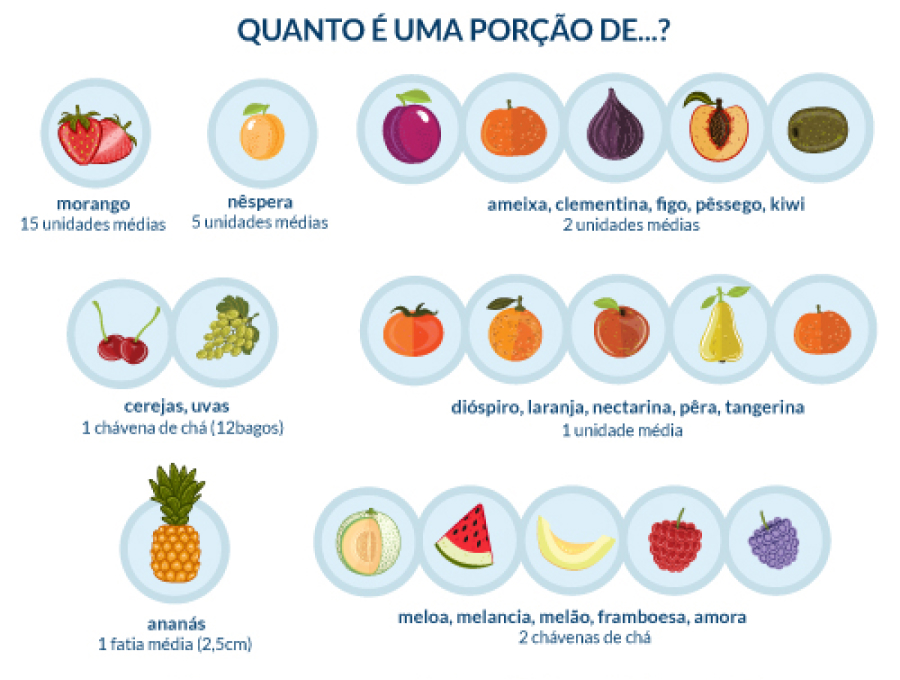 QUANTO É UMA PORÇÃO DE...?
morango
15 unidades médias
nêspera
5 unidades médias
ameixa, clementina, figo, pêssego, kiwi
2 unidades médias
cerejas, uvas
1 chávena de chá (12bagos)
dióspiro, laranja, nectarina, pêra, tangerina
1 unidade média
ananás
1 fatia média (2,5cm)
meloa, melancia, melão, framboesa, amora
2 chávenas de chá